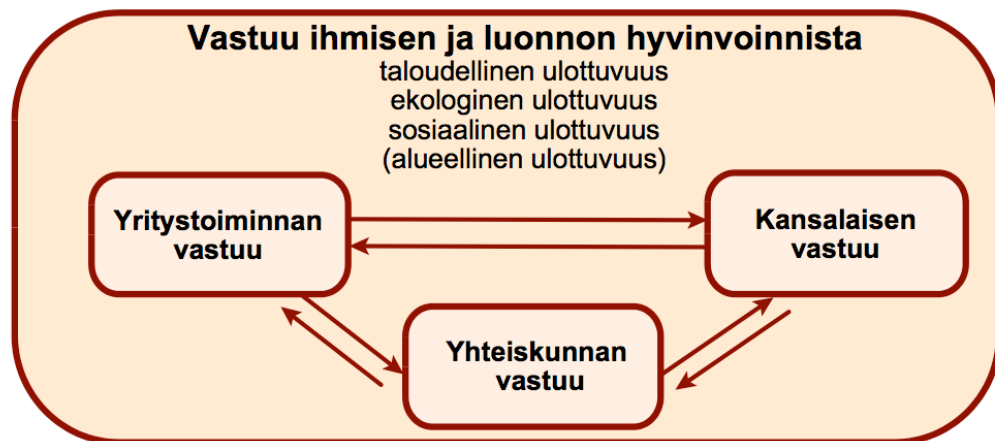 Vastuu ihmisen ja luonnon hyvinvoinnista
taloudellinen ulottuvuus
ekologinen ulottuvuus
sosiaalinen ulottuvuus
(alueellinen ulottuvuus)
Yritystoiminnan
vastuu
Kansalaisen
vastuu
Yhteiskunnan
vastuu